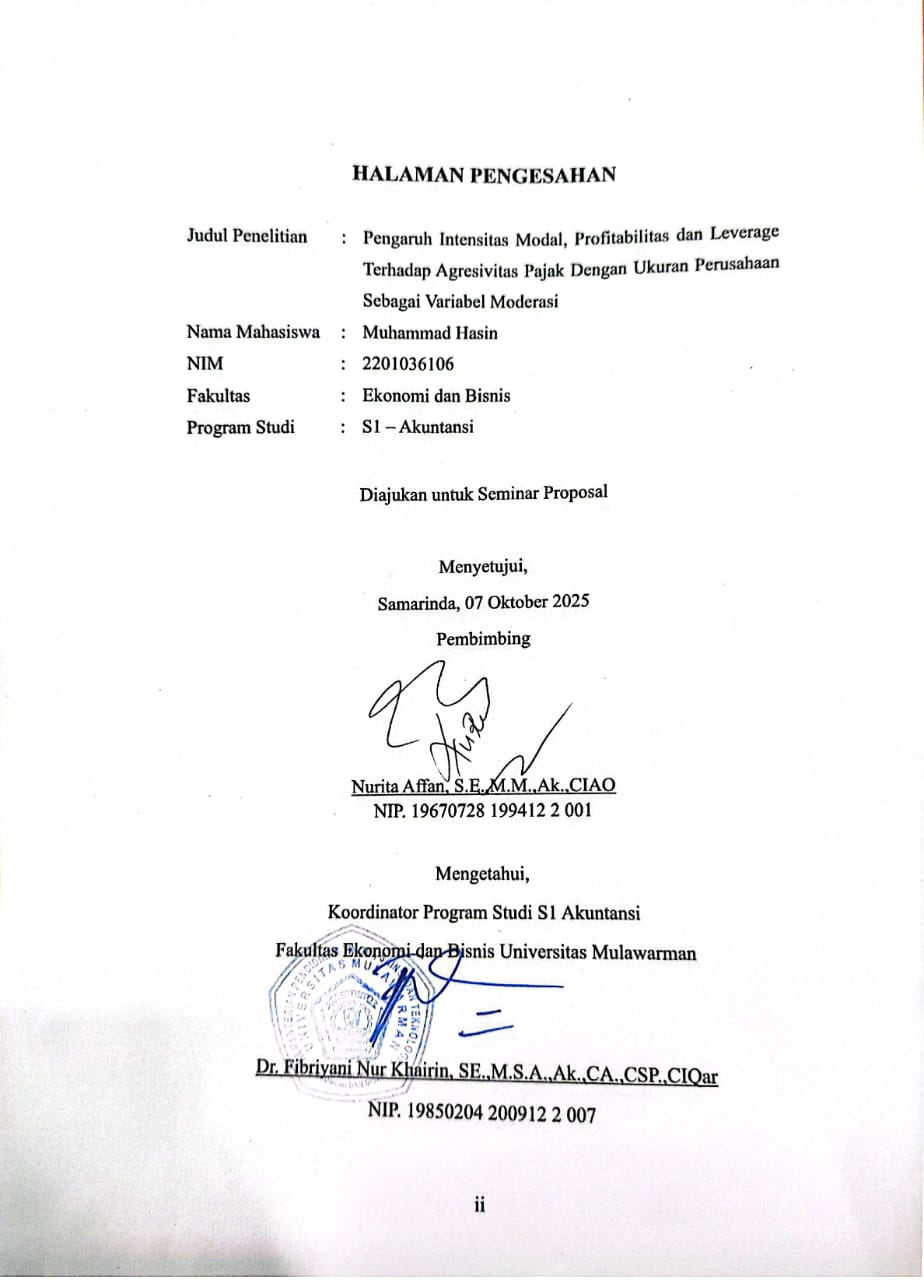 HALAMAN PENGESAHAN
Judul Penelitian : Pengaruh Intensitas Modal, Profitabilitas dan Leverage
Terhadap Agresivitas Pajak Dengan Ukuran Perusahaan
Sebagai Variabel Moderasi
Nama Mahasiswa : Muhammad Hasin
NIM : 2201036106
Fakultas : Ekonomi dan Bisnis
Program Studi : S1 – Akuntansi
Diajukan untuk Seminar Proposal
Menyetujui,
Samarinda, 07 Oktober 2025
Pembimbing
Nurita Affan, S.E.,M.M.,Ak.,CIAO
NIP. 19670728 199412 2 001
Mengetahui,
Koordinator Program Studi S1 Akuntansi
Fakultas Ekonomi dan Bisnis Universitas Mulawarman
UNIVERSITAS MULAWARMAN
TEKNOLOGI
Dr. Fibriyani Nur Khairin, SE.,M.S.A.,Ak.,CA.,CSP.,CIQar
NIP. 19850204 200912 2 007
ii